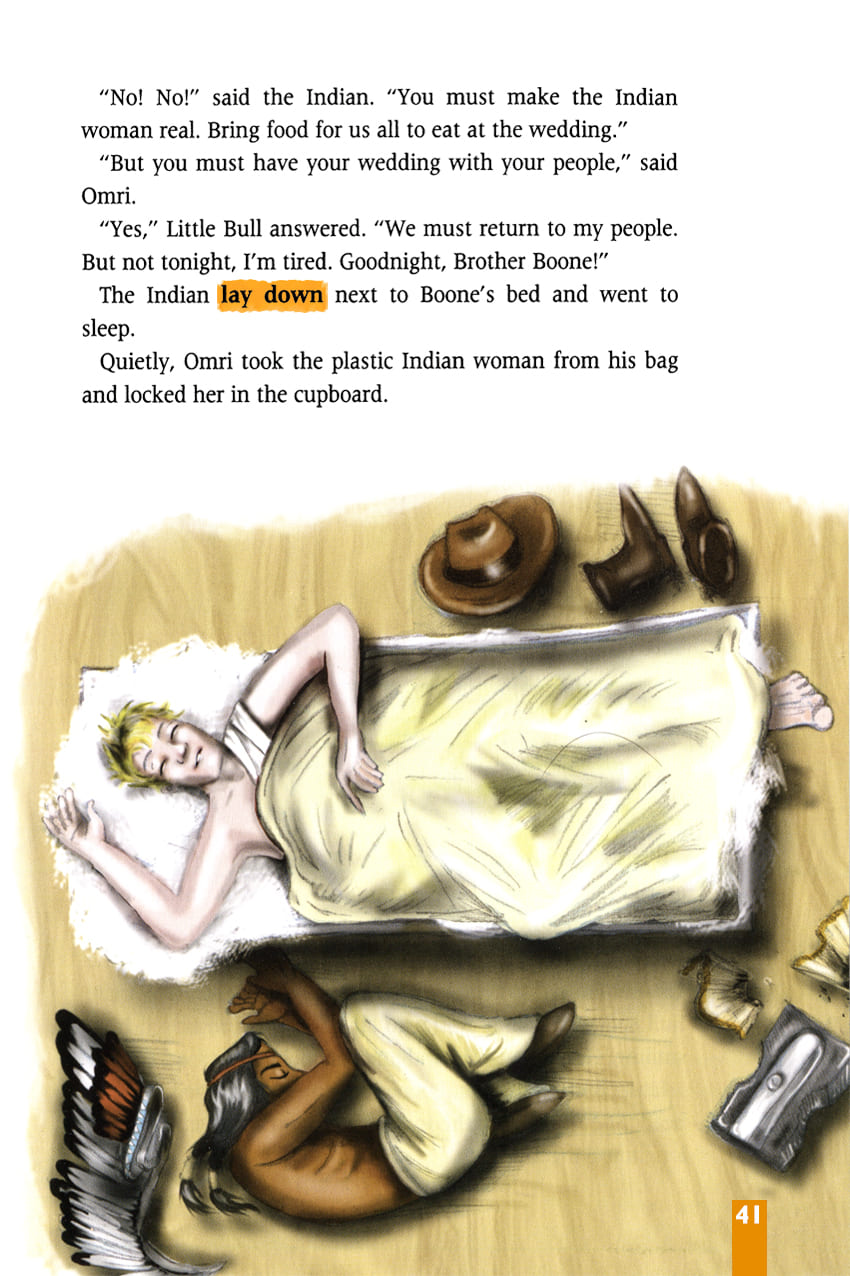 “No! No!” said the Indian. “You must make the Indian
woman real. Bring food for us all to eat at the wedding.”
“But you must have your wedding with your people,” said
Omri.
“Yes,” Little Bull answered. “We must return to my people.
But not tonight, I’m tired. Goodnight, Brother Boone!”
The Indian lay down next to Boone’s bed and went to
sleep.
Quietly, Omri took the plastic Indian woman from his bag
and locked her in the cupboard.
41